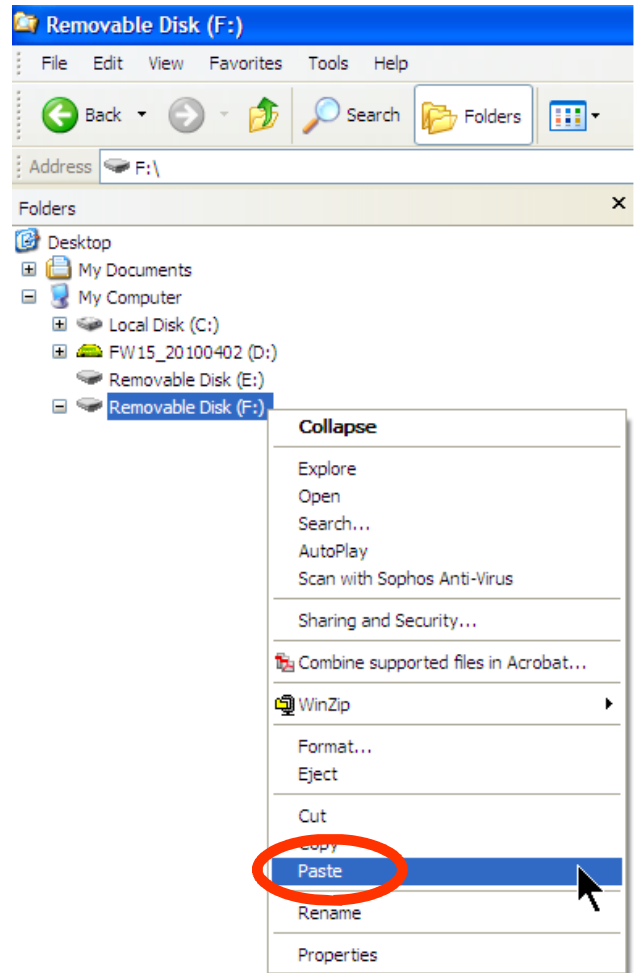 Removable Disk (F:)
File Edit View Favorites Tools Help
Back Search Folders
Address F:\
Folders x
Desktop
My Documents
My Computer
Local Disk (C:)
FW15_20100402 (D:)
Removable Disk (E:)
Removable Disk (F:)
Collapse
Explore
Open
Search...
AutoPlay
Scan with Sophos Anti-Virus
Sharing and Security...
Combine supported files in Acrobat...
WinZip
Format...
Eject
Cut
Copy
Paste
Rename
Properties